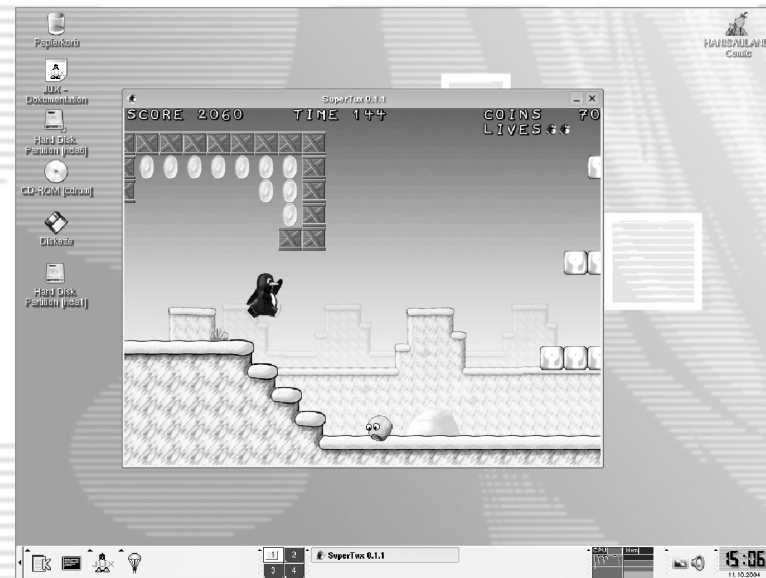 Papierkorb
HANISAULAND
Comic
JUX –
Dokumentation
Hard Disk
Partition [hda6]
CD-ROM [cdrom]
Diskette
Hard Disk
Partition [hda1]
SuperTux 0.1.1
SCORE 2060 TIME 144 COINS 70
LIVES
1 2
3 4
SuperTux 0.1.1
CPU Mem
15:06
11.10.2004